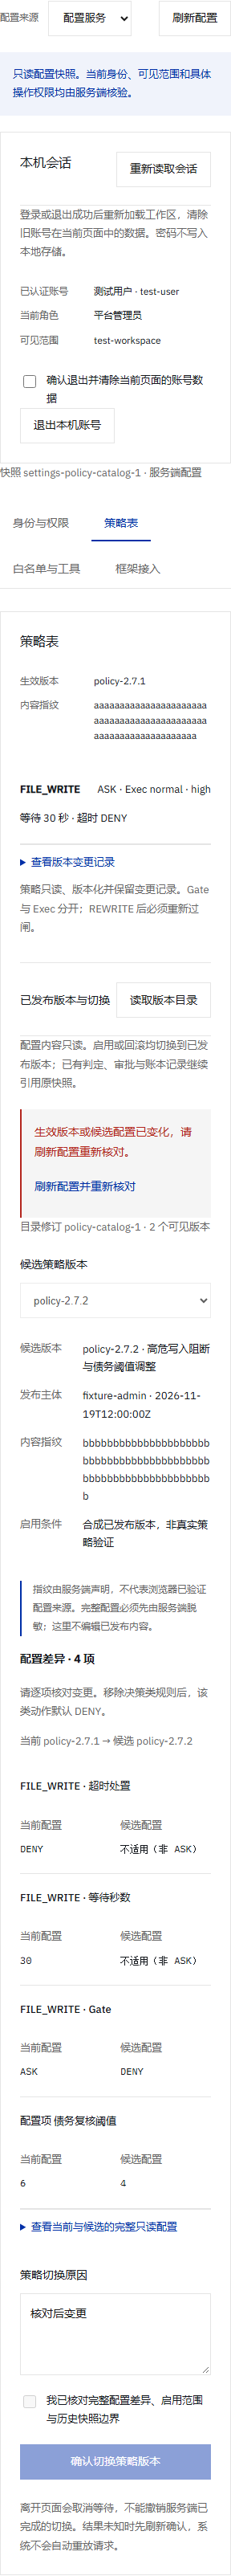 配置来源 配置服务 刷新配置
只读配置快照。当前身份、可见范围和具体
操作权限均由服务端核验。
本机会话 重新读取会话
登录或退出成功后重新加载工作区，清除
旧账号在当前页面中的数据。密码不写入
本地存储。
已认证账号 测试用户 · test-user
当前角色 平台管理员
可见范围 test-workspace
确认退出并清除当前页面的账号数
据
退出本机账号
快照 settings-policy-catalog-1 · 服务端配置
身份与权限 策略表
白名单与工具 框架接入
策略表
生效版本 policy-2.7.1
内容指纹 aaaaaaaaaaaaaaaaaaaaaa
aaaaaaaaaaaaaaaaaaaaaa
aaaaaaaaaaaaaaaaaaaa
FILE_WRITE ASK · Exec normal · high
等待 30 秒 · 超时 DENY
查看版本变更记录
策略只读、版本化并保留变更记录。Gate
与 Exec 分开；REWRITE 后必须重新过
闸。
已发布版本与切换 读取版本目录
配置内容只读。启用或回滚均切换到已发
布版本；已有判定、审批与账本记录继续
引用原快照。
生效版本或候选配置已变化，请
刷新配置重新核对。
刷新配置并重新核对
目录修订 policy-catalog-1 · 2 个可见版本
候选策略版本
policy-2.7.2
候选版本 policy-2.7.2 · 高危写入阻断
与债务阈值调整
发布主体 fixture-admin · 2026-11-
19T12:00:00Z
内容指纹 bbbbbbbbbbbbbbbbbbbbb
bbbbbbbbbbbbbbbbbbbbb
bbbbbbbbbbbbbbbbbbbbb
b
启用条件 合成已发布版本，非真实策
略验证
指纹由服务端声明，不代表浏览器已验证
配置来源。完整配置必须先由服务端脱
敏；这里不编辑已发布内容。
配置差异 · 4 项
请逐项核对变更。移除决策类规则后，该
类动作默认 DENY。
当前 policy-2.7.1 → 候选 policy-2.7.2
FILE_WRITE · 超时处置
当前配置 候选配置
DENY 不适用（非 ASK）
FILE_WRITE · 等待秒数
当前配置 候选配置
30 不适用（非 ASK）
FILE_WRITE · Gate
当前配置 候选配置
ASK DENY
配置项 债务复核阈值
当前配置 候选配置
6 4
查看当前与候选的完整只读配置
策略切换原因
核对后变更
我已核对完整配置差异、启用范围
与历史快照边界
确认切换策略版本
离开页面会取消等待，不能撤销服务端已
完成的切换。结果未知时先刷新确认，系
统不会自动重放请求。